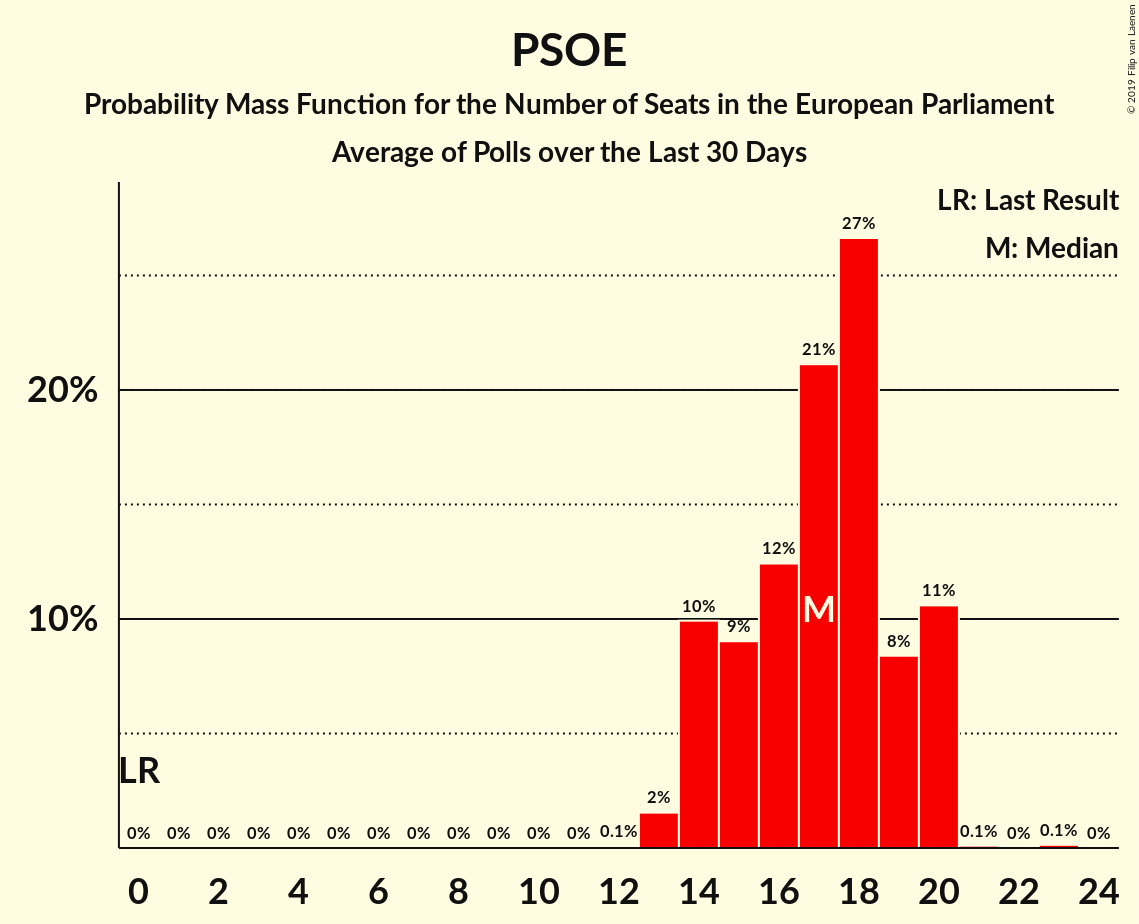 PSOE
Probability Mass Function for the Number of Seats in the European Parliament
Average of Polls over the Last 30 Days
© 2019 Filip van Laenen
LR: Last Result
M: Median
27%
21%
20%
12%
11%
10%
10%
9%
8%
M
LR
2%
0% 0% 0% 0% 0% 0% 0% 0% 0% 0% 0% 0% 0.1% 0.1% 0% 0.1% 0%
0 2 4 6 8 10 12 14 16 18 20 22 24